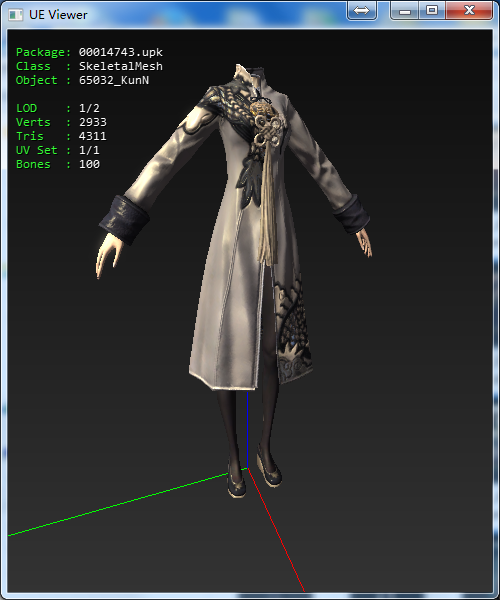 UE Viewer
Package: 00014743.upk
Class : SkeletalMesh
Object : 65032_KunN
LOD : 1/2
Verts : 2933
Tris : 4311
UV Set : 1/1
Bones : 100